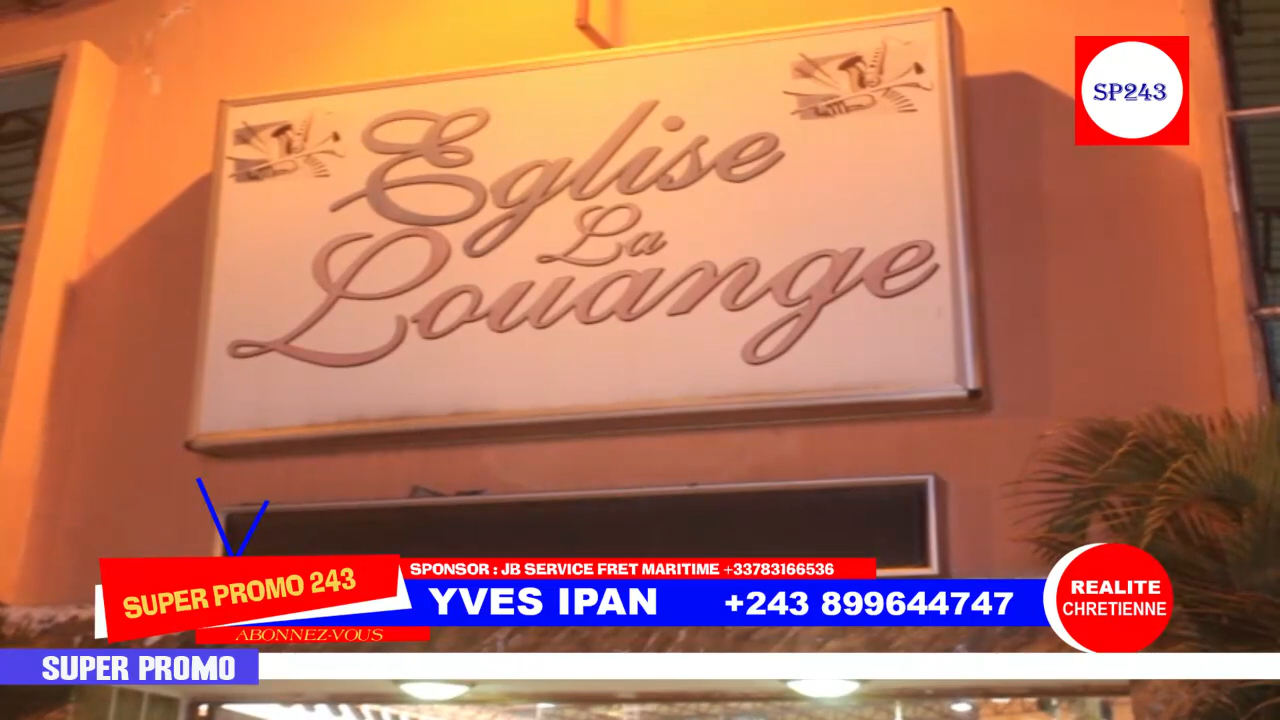 SP243
Eglise
La
Louange
SPONSOR : JB SERVICE FRET MARITIME +33783166536
SUPER PROMO 243
YVES IPAN +243 899644747
REALITE
CHRETIENNE
ABONNEZ-VOUS
SUPER PROMO